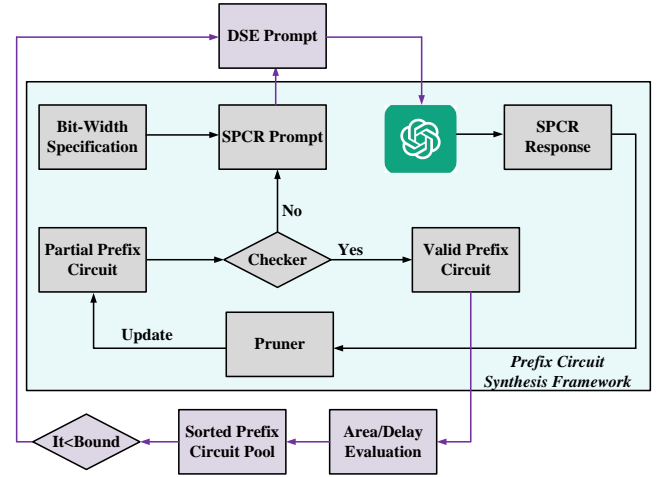 DSE Prompt
Bit-Width
Specification
SPCR Prompt
SPCR
Response
No
Partial Prefix
Circuit
Checker
Yes
Valid Prefix
Circuit
Update
Pruner
Prefix Circuit
Synthesis Framework
It<Bound
Sorted Prefix
Circuit Pool
Area/Delay
Evaluation